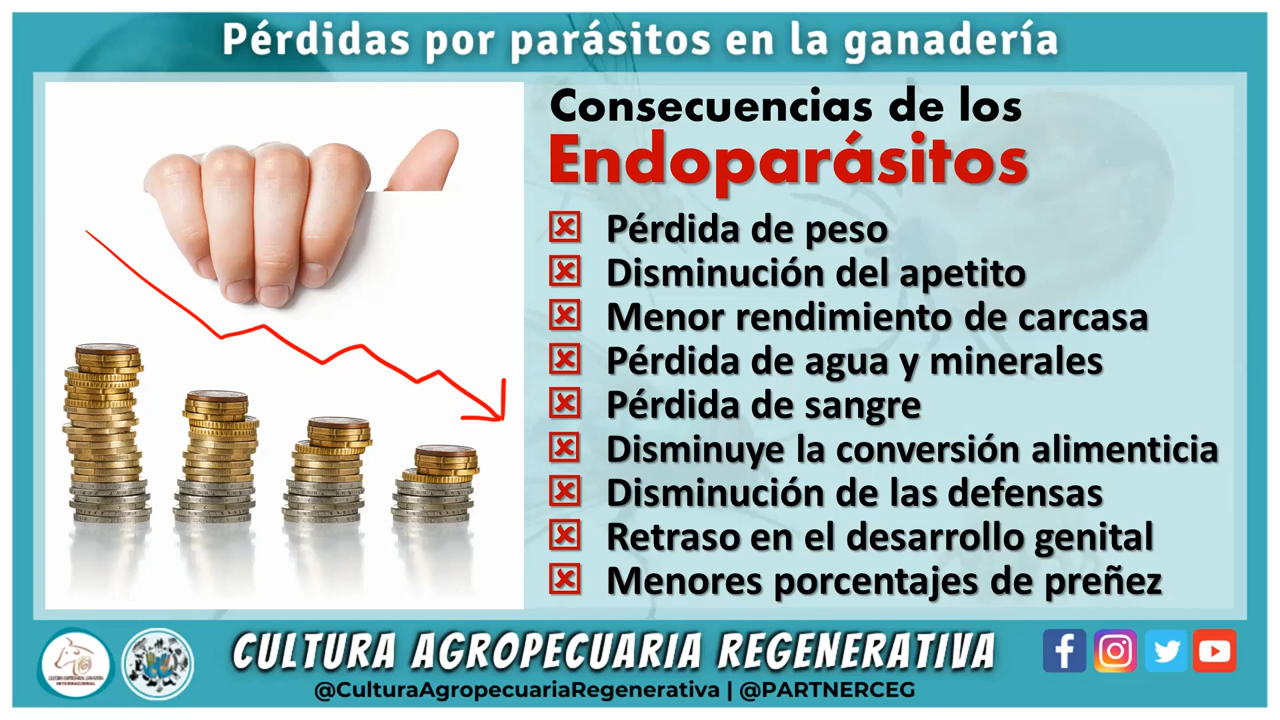 Pérdidas por parásitos en la ganadería
Consecuencias de los
Endoparásitos
Pérdida de peso
Disminución del apetito
Menor rendimiento de carcasa
Pérdida de agua y minerales
Pérdida de sangre
Disminuye la conversión alimenticia
Disminución de las defensas
Retraso en el desarrollo genital
Menores porcentajes de preñez
CULTURA AGROPECUARIA REGENERATIVA
@CulturaAgropecuariaRegenerativa | @PARTNERCEG